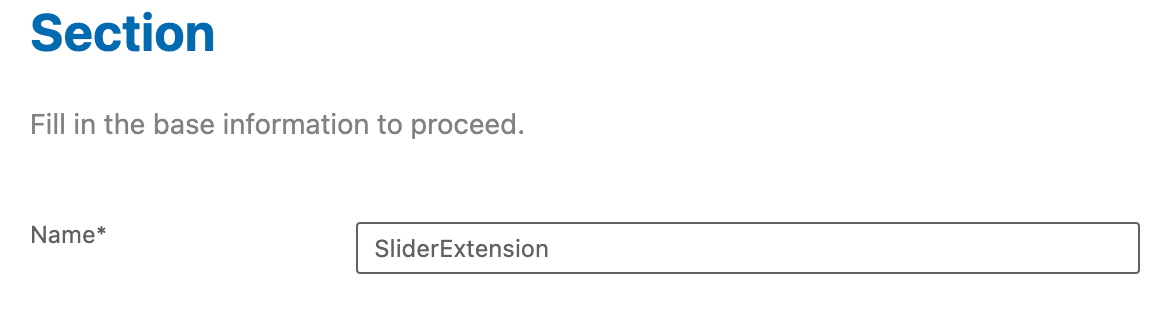 Section
Fill in the base information to proceed.
Name*
SliderExtension